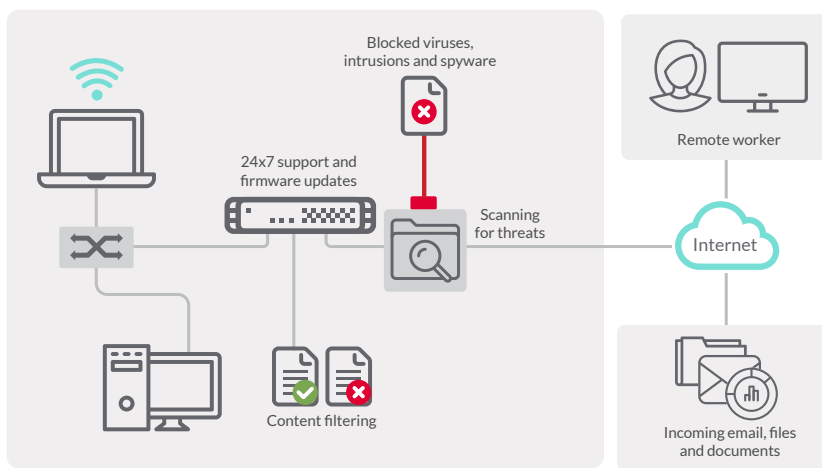 Blocked viruses,
intrusions and spyware
24x7 support and
firmware updates
Scanning
for threats
Content filtering
Remote worker
Internet
Incoming email, files
and documents